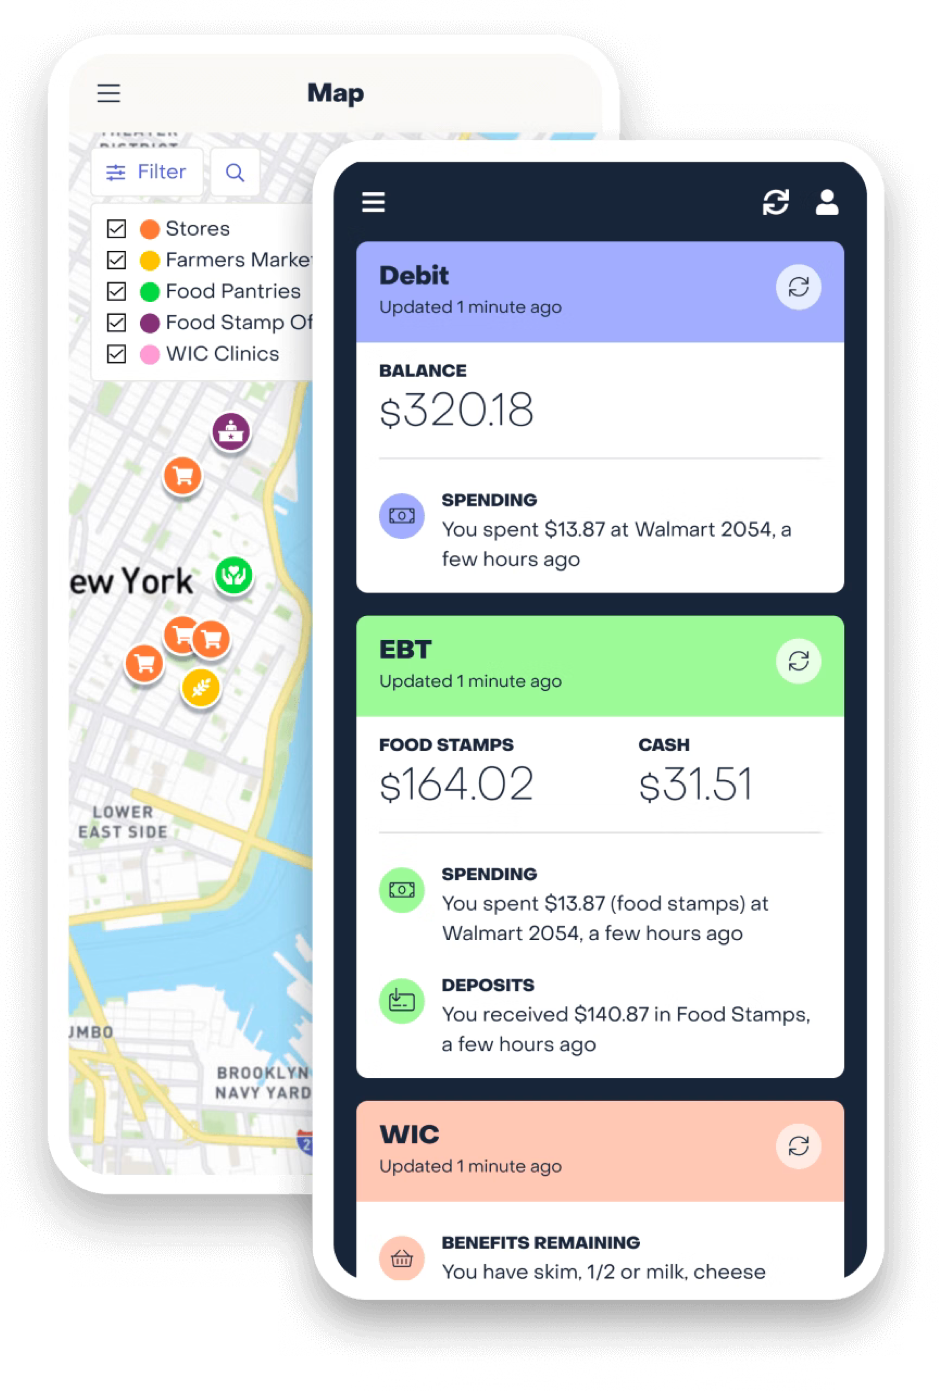 Map
Filter
Stores
Farmers Marke
Food Pantries
Food Stamp Of
WIC Clinics
ew York
LOWER
EAST SIDE
UMBO
BROOKLYN
NAVY YARD
Debit
Updated 1 minute ago
BALANCE
$320.18
SPENDING
You spent $13.87 at Walmart 2054, a
few hours ago
EBT
Updated 1 minute ago
FOOD STAMPS
$164.02
CASH
$31.51
SPENDING
You spent $13.87 (food stamps) at
Walmart 2054, a few hours ago
DEPOSITS
You received $140.87 in Food Stamps,
a few hours ago
WIC
Updated 1 minute ago
BENEFITS REMAINING
You have skim, 1/2 or milk, cheese